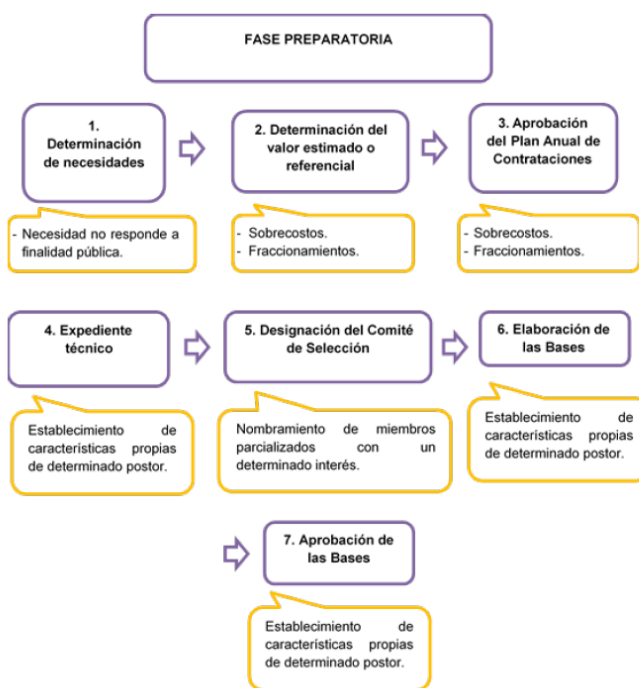 FASE PREPARATORIA
1.
Determinación
de necesidades
2. Determinación del
valor estimado o
referencial
3. Aprobación
del Plan Anual de
Contrataciones
- Necesidad no responde a
finalidad pública.
- Sobrecostos.
- Fraccionamientos.
- Sobrecostos.
- Fraccionamientos.
4. Expediente
técnico
5. Designación del Comité
de Selección
6. Elaboración de
las Bases
Establecimiento de
características propias
de determinado postor.
Nombramiento de miembros
parcializados con un
determinado interés.
Establecimiento de
características propias
de determinado postor.
7. Aprobación de
las Bases
Establecimiento de
características propias
de determinado postor.